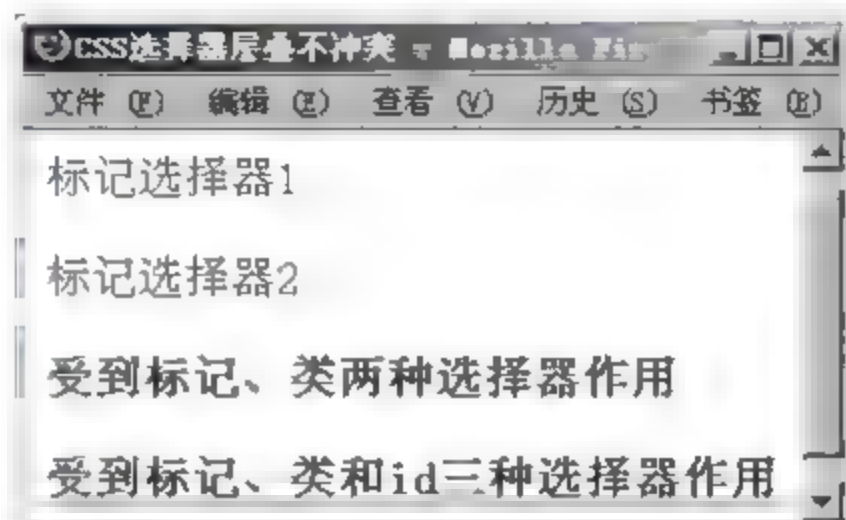 CSS选择器层叠不冲突 - Mozilla Fir
文件 (F) 编辑 (E) 查看 (V) 历史 (S) 书签 (B)
标记选择器1
标记选择器2
受到标记、类两种选择器作用
受到标记、类和id三种选择器作用